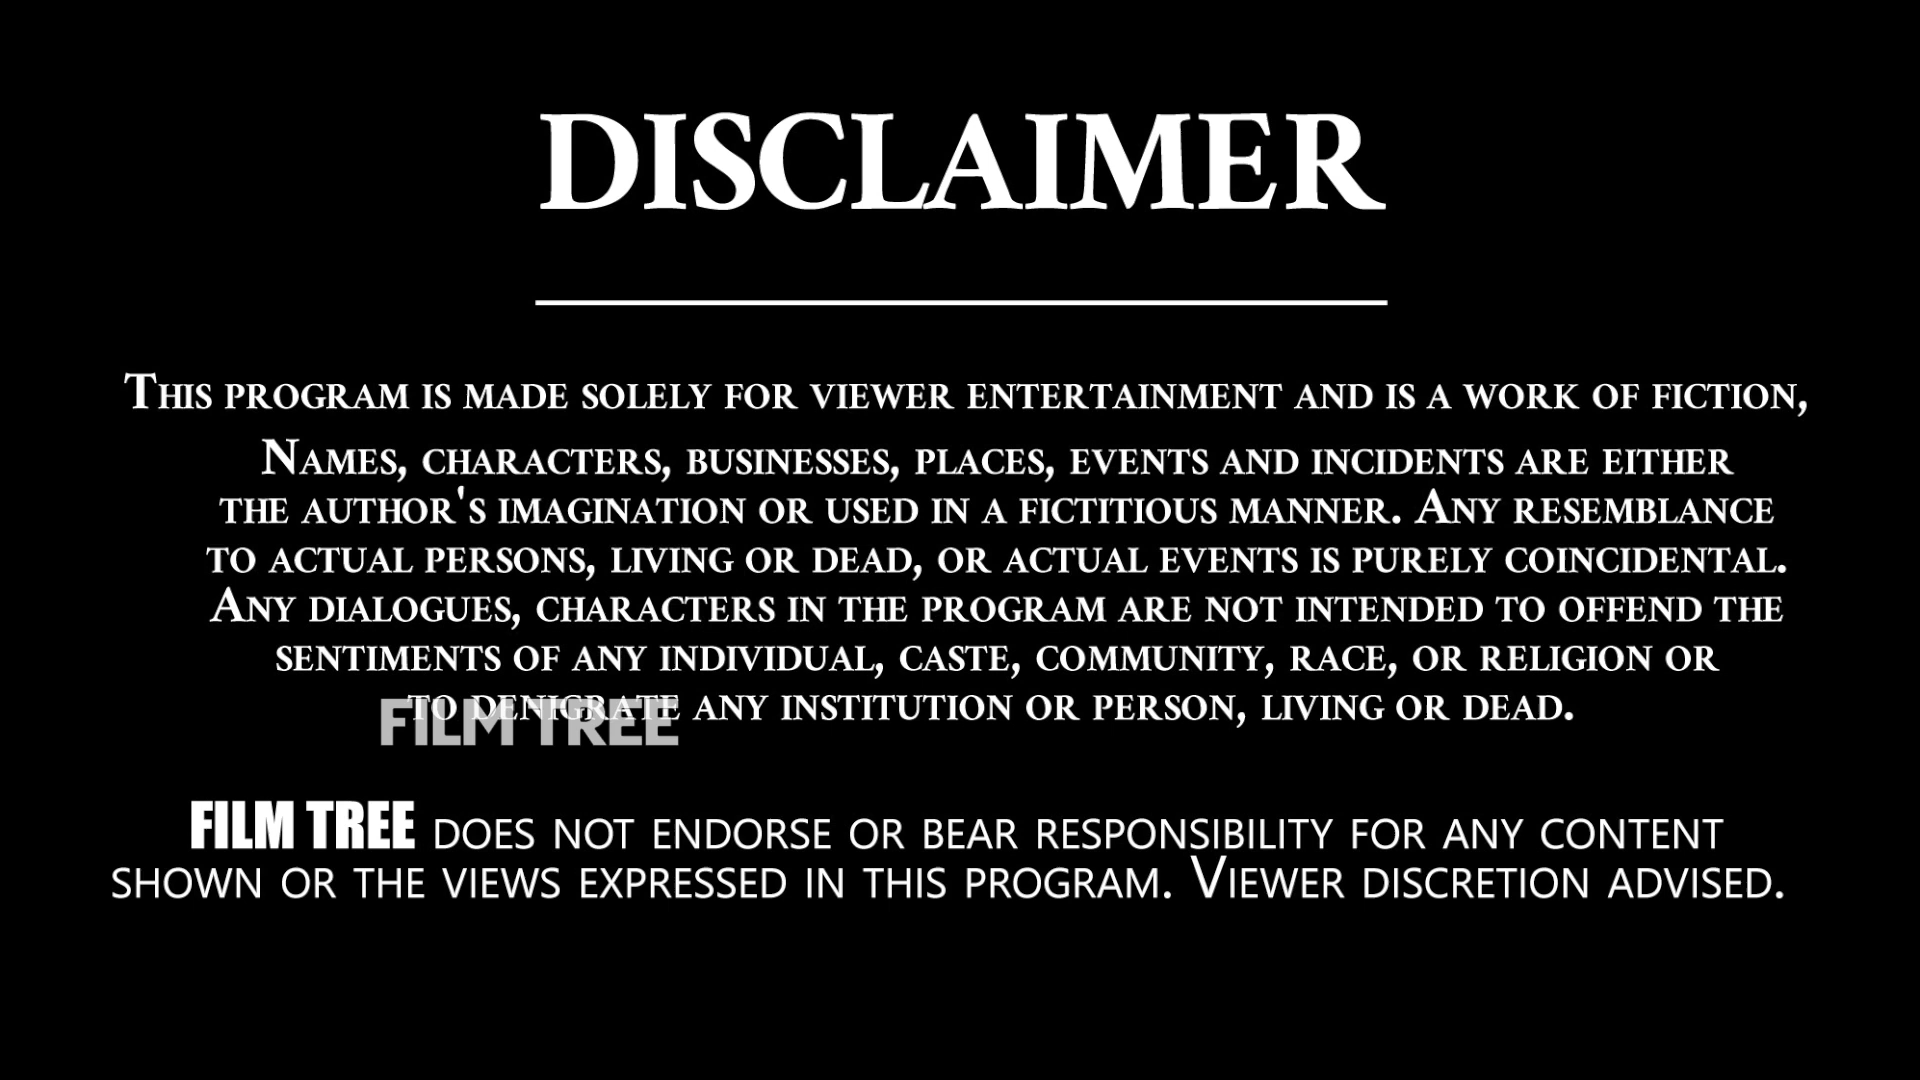 DISCLAIMER
This program is made solely for viewer entertainment and is a work of fiction,
Names, characters, businesses, places, events and incidents are either
the author's imagination or used in a fictitious manner. Any resemblance
to actual persons, living or dead, or actual events is purely coincidental.
Any dialogues, characters in the program are not intended to offend the
sentiments of any individual, caste, community, race, or religion or
to denigrate any institution or person, living or dead.
FILM TREE
FILM TREE does not endorse or bear responsibility for any content
shown or the views expressed in this program. Viewer discretion advised.